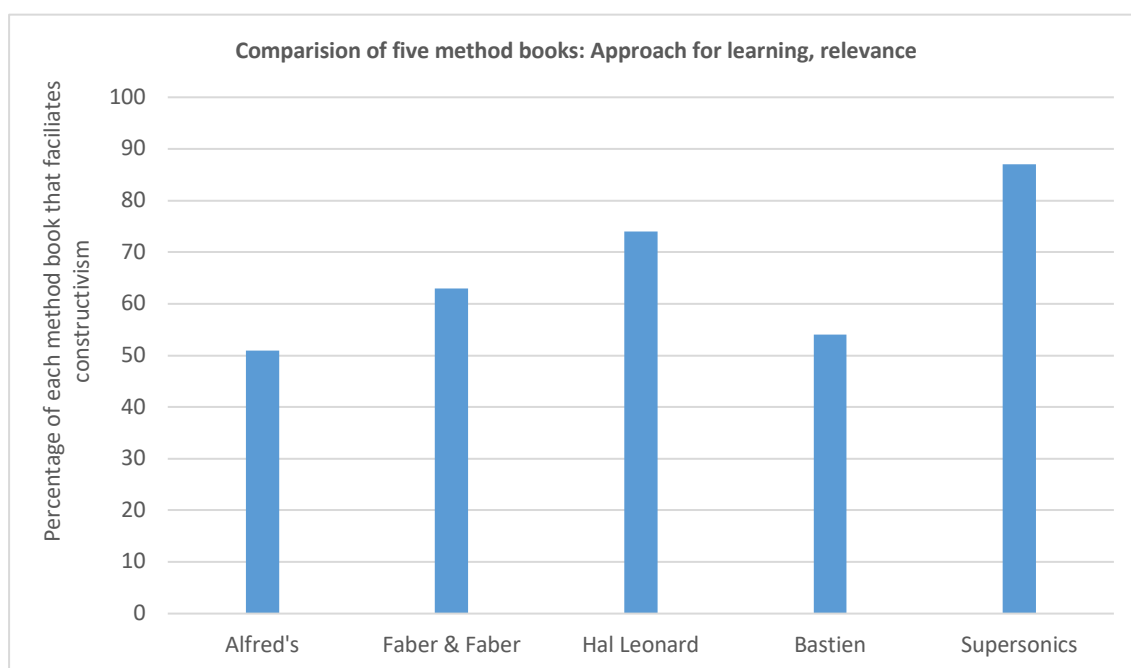 Comparision of five method books: Approach for learning, relevance
Percentage of each method book that faciliates
constructivism
100
90
80
70
60
50
40
30
20
10
0
Alfred's
Faber & Faber
Hal Leonard
Bastien
Supersonics